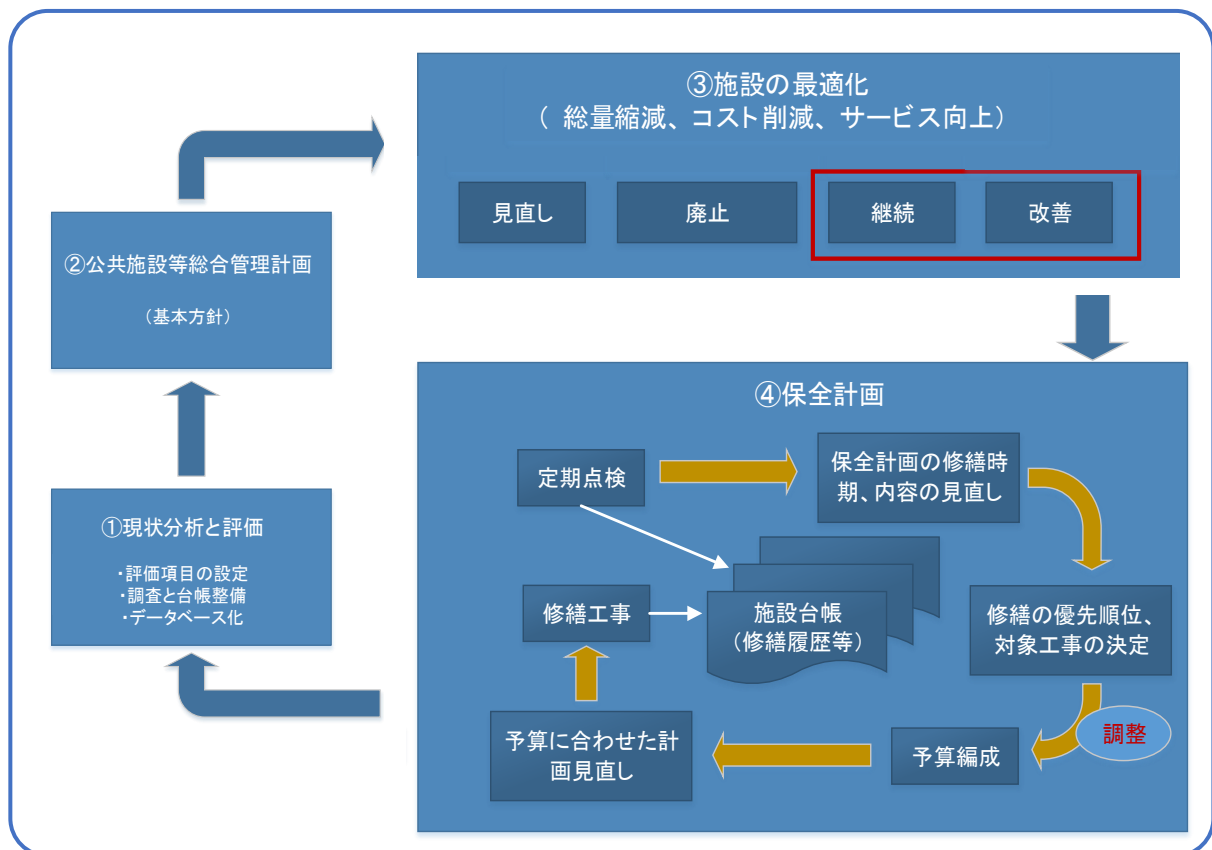 ③施設の最適化
( 総量縮減、コスト削減、サービス向上)
見直し
廃止
継続
改善
②公共施設等総合管理計画
(基本方針)
①現状分析と評価
・評価項目の設定
・調査と台帳整備
・データベース化
④保全計画
定期点検
保全計画の修繕時
期、内容の見直し
修繕工事
施設台帳
(修繕履歴等)
修繕の優先順位、
対象工事の決定
調整
予算編成
予算に合わせた計
画見直し